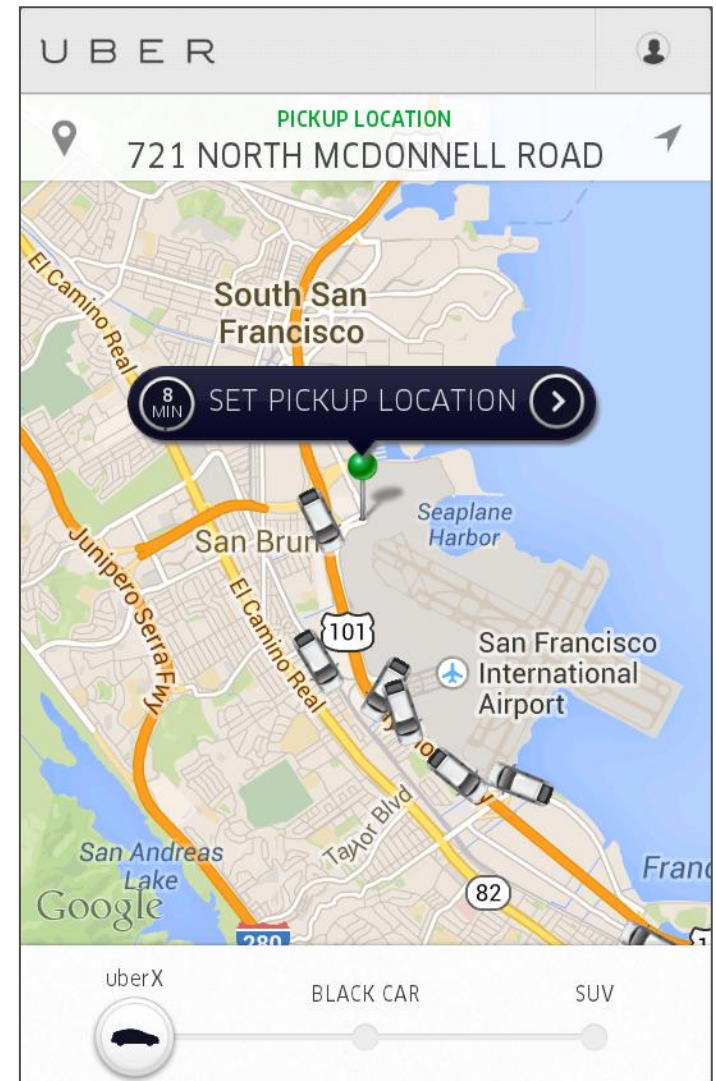 UBER
PICKUP LOCATION
721 NORTH MCDONNELL ROAD
El Camino Real
South San
Francisco
8
MIN
SET PICKUP LOCATION
Seaplane
Harbor
San Brun
Junipero Serra Fwy
El Camino Real
101
San Francisco
International
Airport
Taylor Blvd
San Andreas
Lake
Franc
Google
82
280
uberX
BLACK CAR
SUV